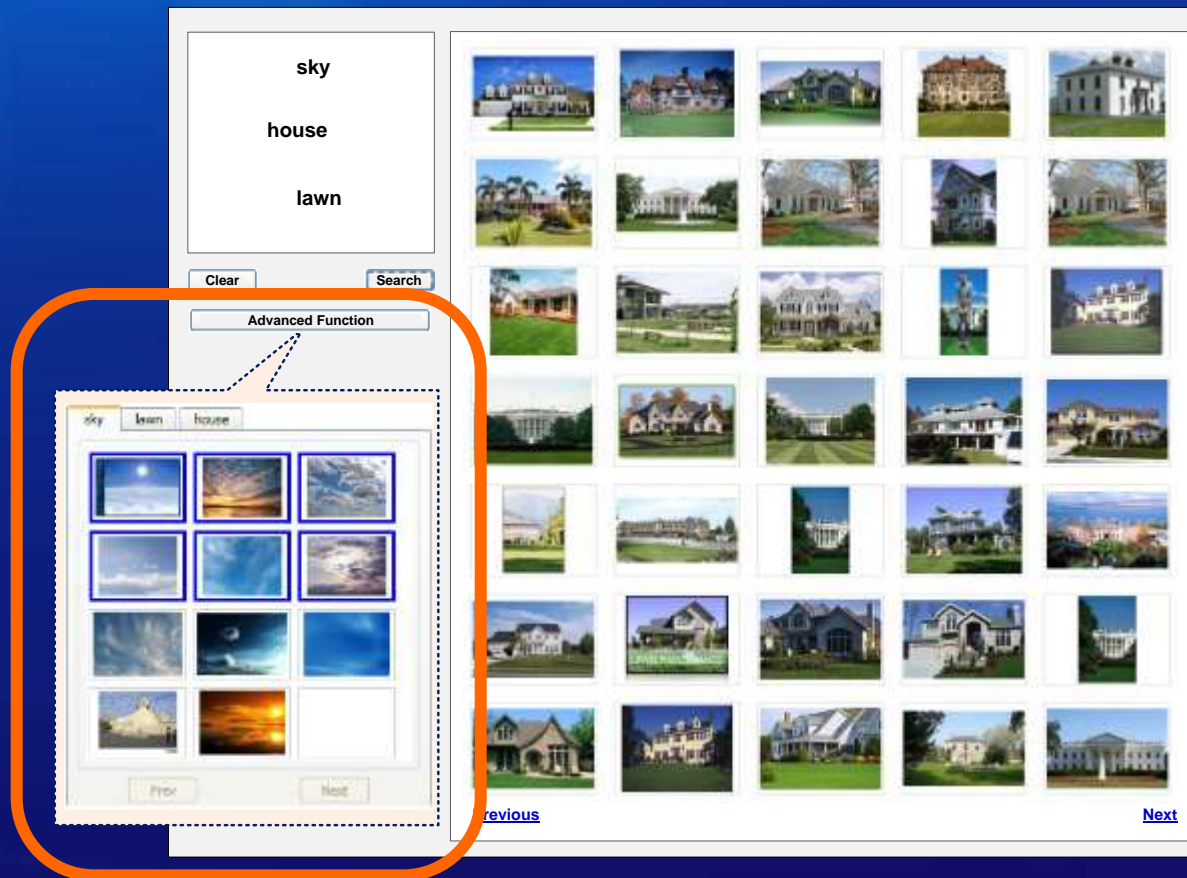 sky
house
lawn
Clear Search
Advanced Function
sky lawn house
Prev Next
revious Next